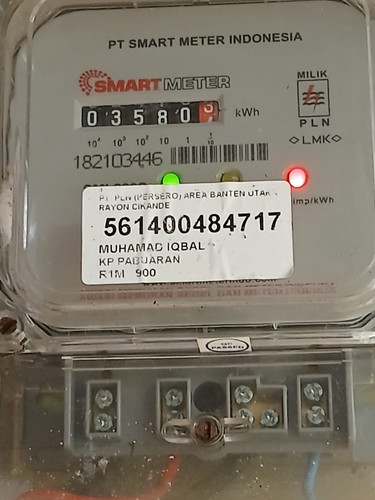 PT SMART METER INDONESIA
SMART METER
MILIK
PLN
LMK
03580 kWh
10⁴ 10³ 10² 10 1 1/10
182103446
PT PLN (PERSERO) AREA BANTEN UTARA
RAYON CIKANDE
imp/kWh
561400484717
MUHAMAD IQBAL
KP PABUARAN
R1M 900
QC
PASSED